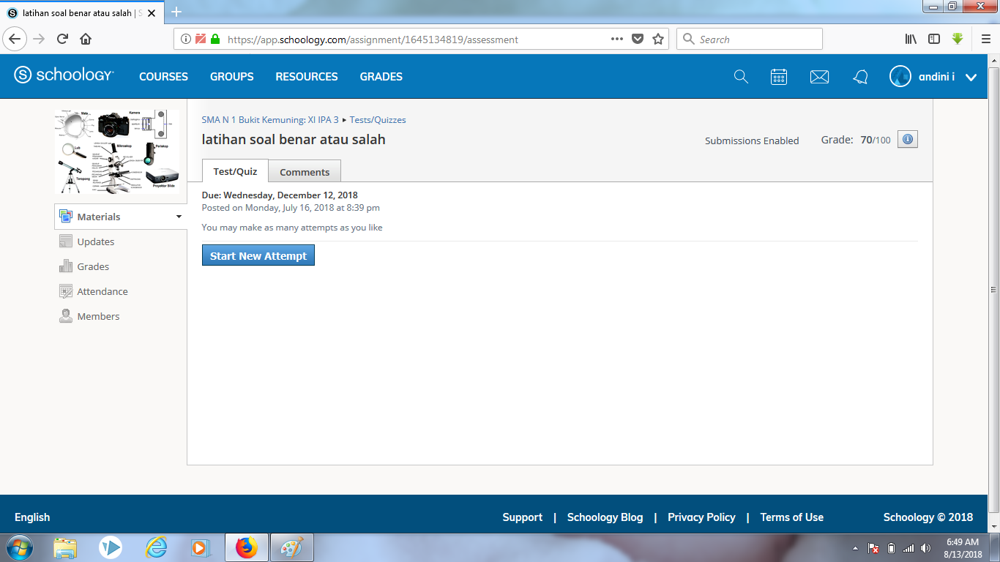 latihan soal benar atau salah | S
https://app.schoology.com/assignment/1645134819/assessment
Search
S schoology
COURSES GROUPS RESOURCES GRADES
andini i
Mata
Kamera
Lub
Mikroskop
Periskop
Teropong
Proyektor Slide
Materials
Updates
Grades
Attendance
Members
SMA N 1 Bukit Kemuning: XI IPA 3 ▸ Tests/Quizzes
latihan soal benar atau salah
Submissions Enabled
Grade: 70/100
Test/Quiz
Comments
Due: Wednesday, December 12, 2018
Posted on Monday, July 16, 2018 at 8:39 pm
You may make as many attempts as you like
Start New Attempt
English
Support | Schoology Blog | Privacy Policy | Terms of Use
Schoology © 2018
6:49 AM
8/13/2018